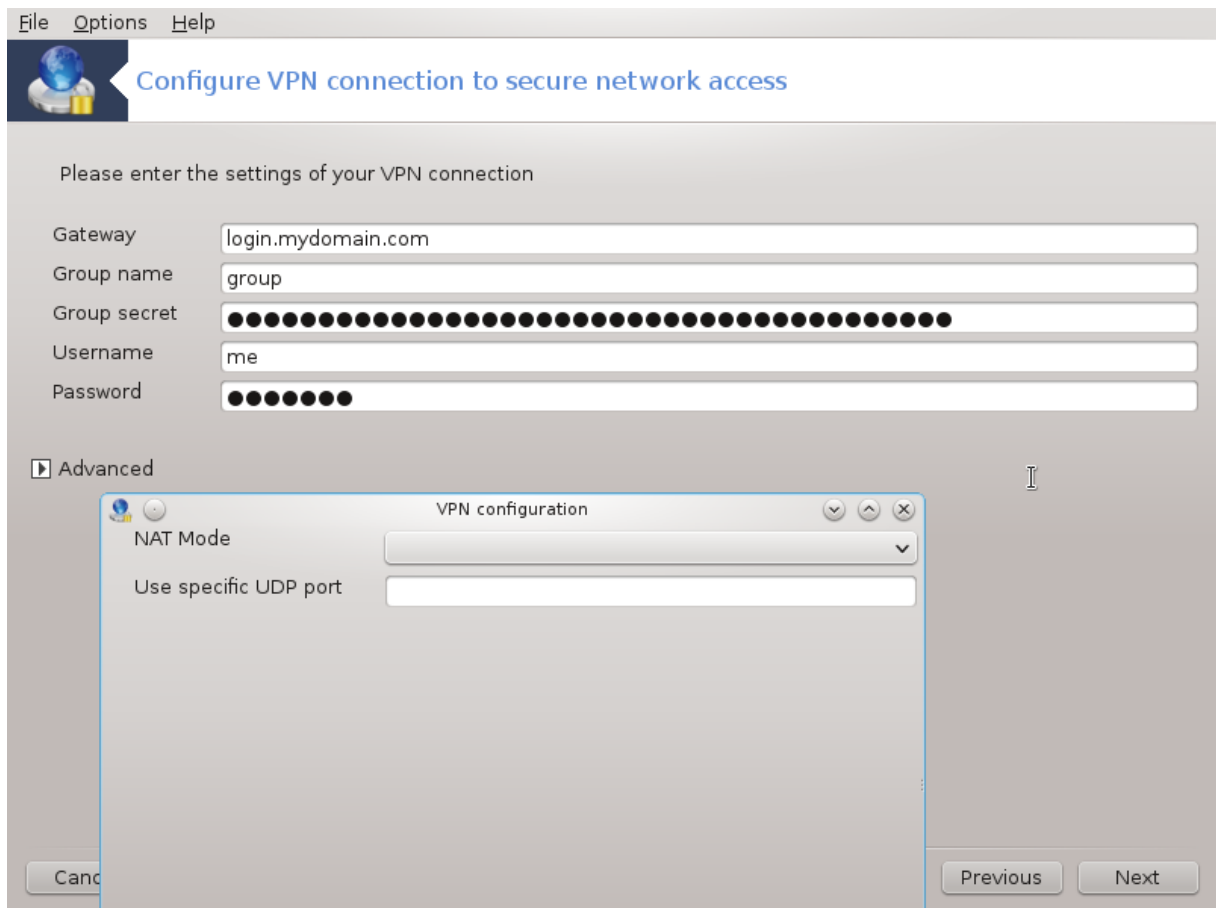 File Options Help
Configure VPN connection to secure network access
Please enter the settings of your VPN connection
Gateway login.mydomain.com
Group name group
Group secret ●●●●●●●●●●●●●●●●●●●●●●●●●●●●●●●●●●●●●●●●
Username me
Password ●●●●●●●
Advanced
VPN configuration
NAT Mode
Use specific UDP port
Canc Previous Next